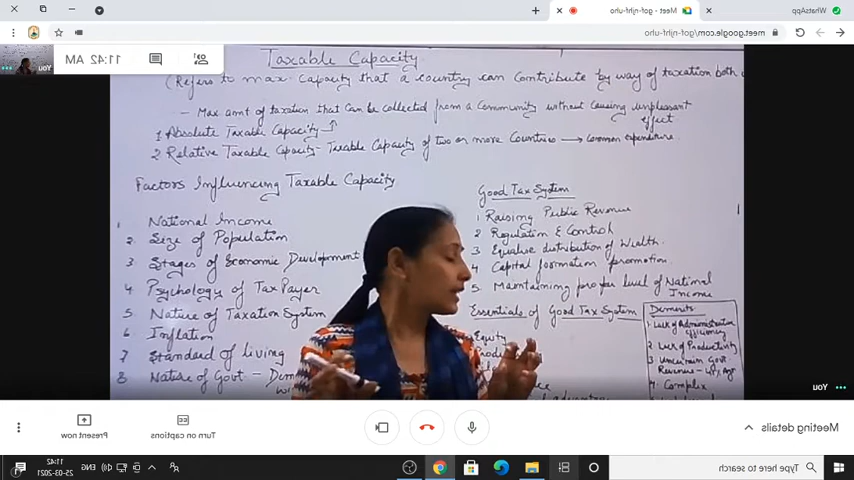 WhatsApp
Meet - gof-njhf-uho
meet.google.com/gof-njhf-uho
11:42 AM
Taxable Capacity
(Refers to max. Capacity that a country can contribute by way of taxation both
- Max amt of taxation that can be collected from a community without causing unpleasant
effect
1 Absolute Taxable Capacity
2 Relative Taxable Capacity - Taxable Capacity of two or more Countries → common expenditure.
Factors Influencing Taxable Capacity
1 National Income
2. Size of Population
3 Stages of Economic Development
4 Psychology of Tax Payer
5 Nature of Taxation System
6 Inflation
7 Standard of Living
8 Nature of Govt -
Good Tax System
1 Raising Public Revenue
2 Regulation & Control
3 Equalise distribution of Wealth.
4 Capital formation promotion.
5. Maintaining proper level of National
Income
Essentials of Good Tax System
Equity
Demerits
1. Lack of Administrative
efficiency
2 Lack of Productivity
3 Uncertain Govt.
Revenue -
4. Complex
You
You
Meeting details
Turn on captions
Present now
Type here to search
ENG
11:42
25-03-2021